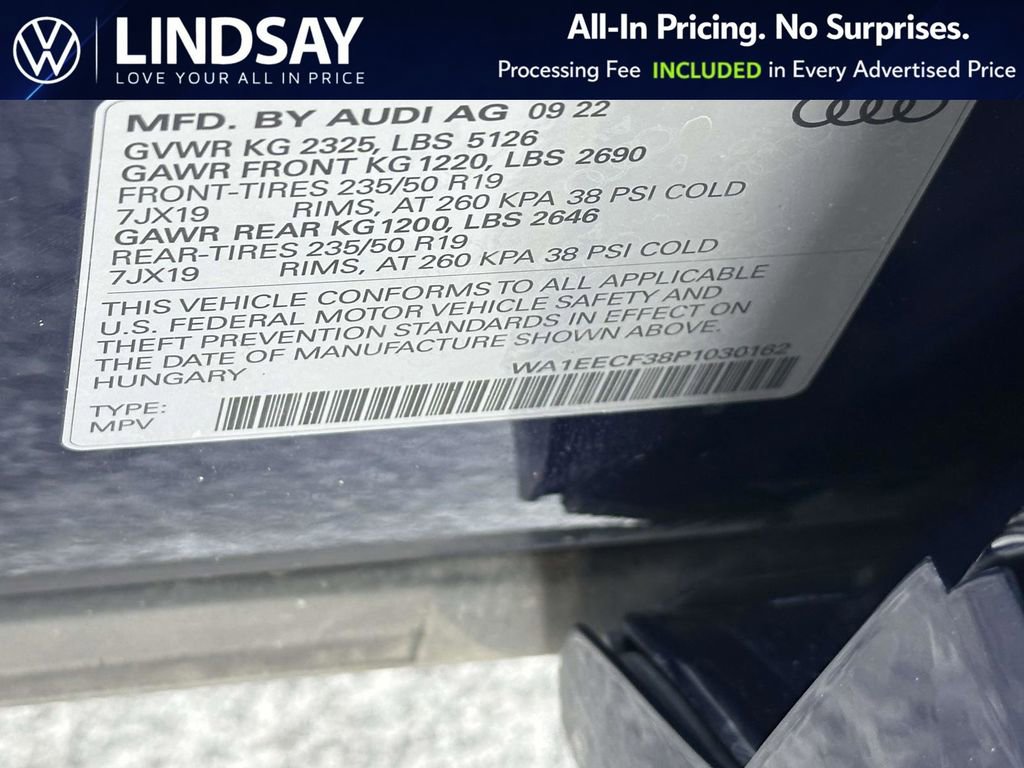 LINDSAY
LOVE YOUR ALL IN PRICE
All-In Pricing. No Surprises.
Processing Fee INCLUDED in Every Advertised Price
MFD. BY AUDI AG 09 22
GVWR KG 2325, LBS 5126
GAWR FRONT KG 1220, LBS 2690
FRONT-TIRES 235/50 R19
7JX19 RIMS, AT 260 KPA 38 PSI COLD
GAWR REAR KG 1200, LBS 2646
REAR-TIRES 235/50 R19
7JX19 RIMS, AT 260 KPA 38 PSI COLD
THIS VEHICLE CONFORMS TO ALL APPLICABLE
U.S. FEDERAL MOTOR VEHICLE SAFETY AND
THEFT PREVENTION STANDARDS IN EFFECT ON
THE DATE OF MANUFACTURE SHOWN ABOVE.
HUNGARY WA1EECF38P1030162
TYPE:
MPV